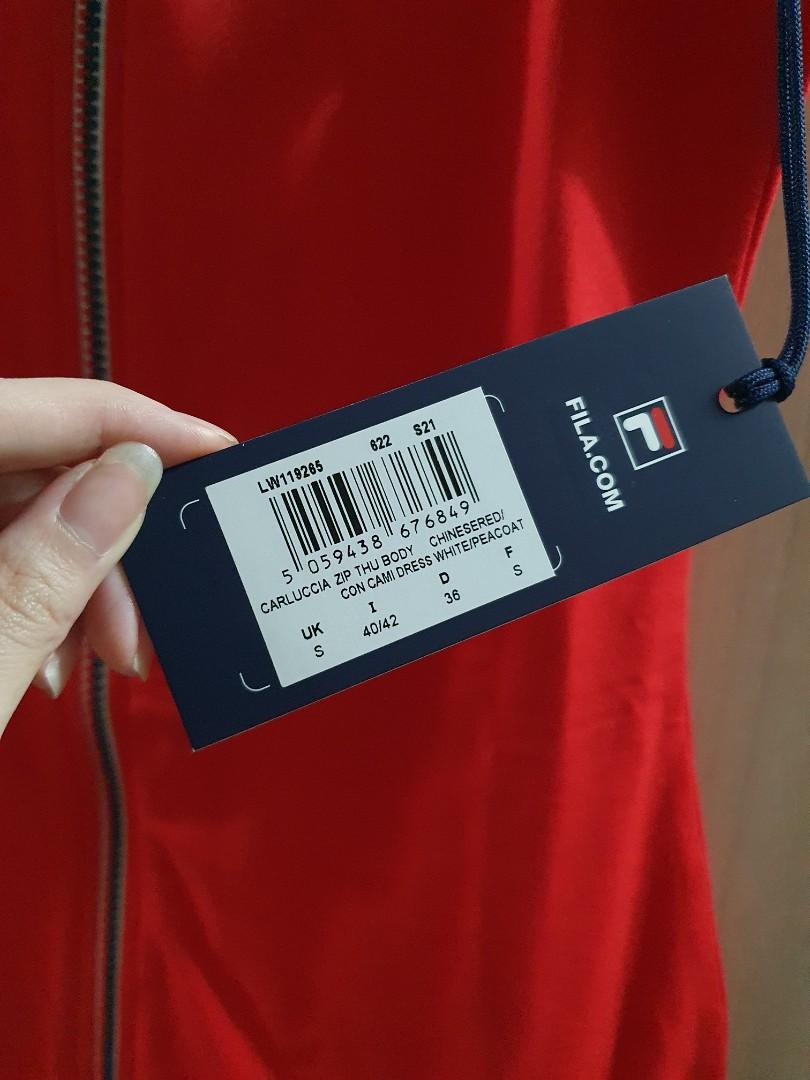 LW119265 622 S21
5 059438 676849
CARLUCCIA ZIP THU BODY CHINESERED/
CON CAMI DRESS WHITE/PEACOAT
UK I D F
S 40/42 36 S
FILA.COM